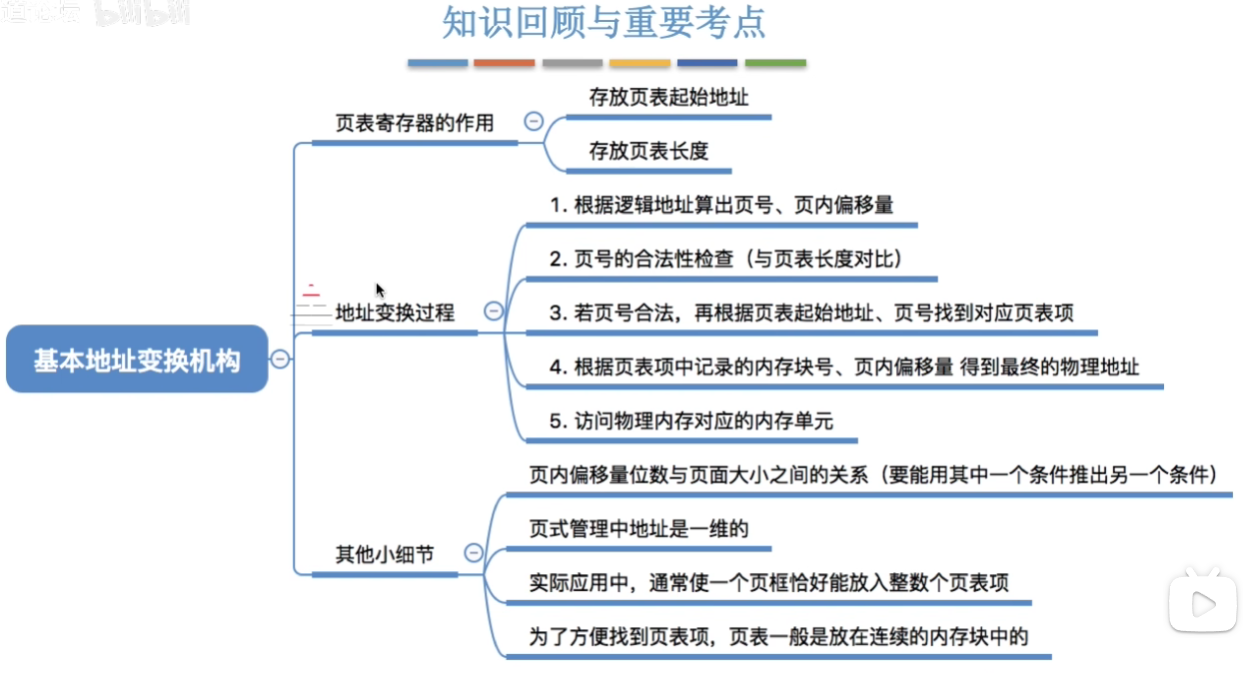 bilibili
知识回顾与重要考点
基本地址变换机构
页表寄存器的作用
存放页表起始地址
存放页表长度
地址变换过程
1. 根据逻辑地址算出页号、页内偏移量
2. 页号的合法性检查（与页表长度对比）
3. 若页号合法，再根据页表起始地址、页号找到对应页表项
4. 根据页表项中记录的内存块号、页内偏移量 得到最终的物理地址
5. 访问物理内存对应的内存单元
其他小细节
页内偏移量位数与页面大小之间的关系（要能用其中一个条件推出另一个条件）
页式管理中地址是一维的
实际应用中，通常使一个页框恰好能放入整数个页表项
为了方便找到页表项，页表一般是放在连续的内存块中的